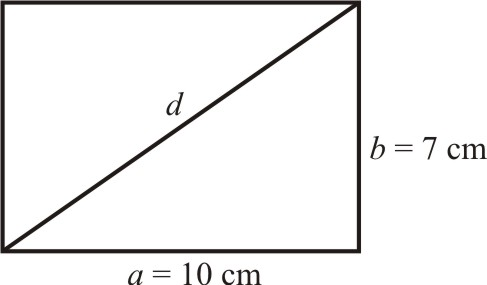 d
b = 7 cm
a = 10 cm